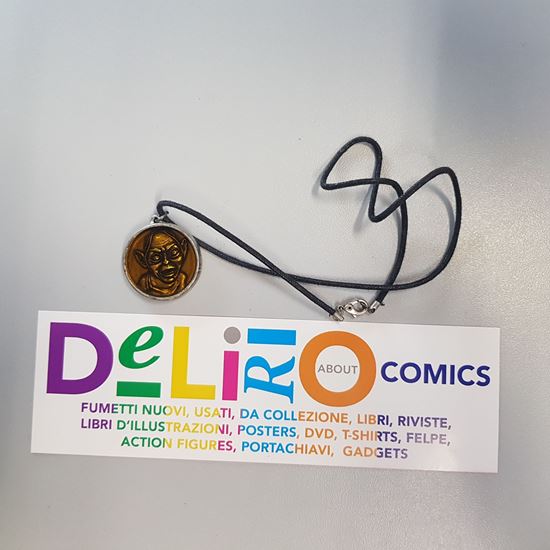 DeLiRIO ABOUT COMICS
FUMETTI NUOVI, USATI, DA COLLEZIONE, LIBRI, RIVISTE,
LIBRI D'ILLUSTRAZIONI, POSTERS, DVD, T-SHIRTS, FELPE,
ACTION FIGURES, PORTACHIAVI, GADGETS